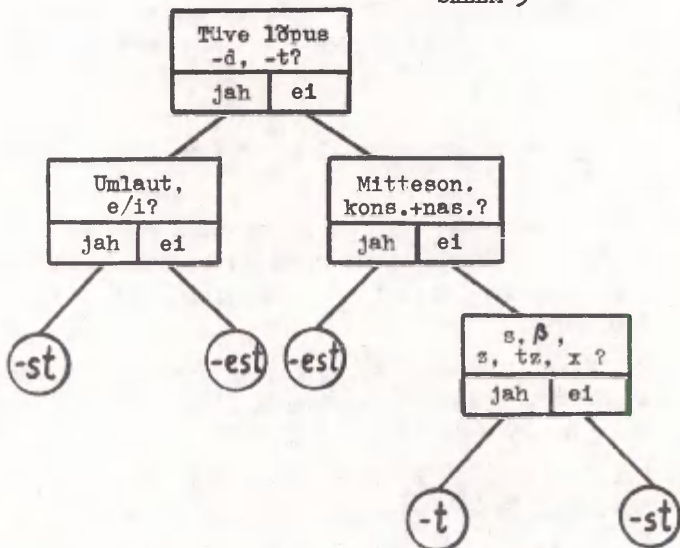 Tüve lõpus
-d, -t?
jah ei
Umlaut,
e/i?
jah ei
Mitteson.
kons.+nas.?
jah ei
-st
-est
-est
s, β,
z, tz, x ?
jah ei
-t
-st